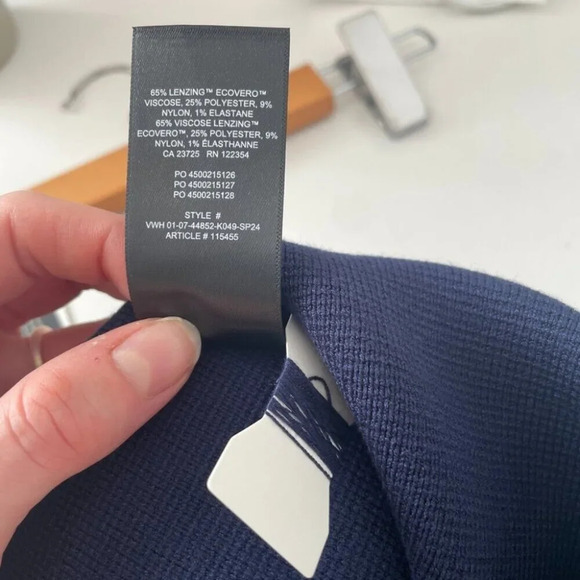 65% LENZING™ ECOVERO™
VISCOSE, 25% POLYESTER, 9%
NYLON, 1% ELASTANE
65% VISCOSE LENZING™
ECOVERO™, 25% POLYESTER, 9%
NYLON, 1% ÉLASTHANNE
CA 23725 RN 122354
PO 4500215126
PO 4500215127
PO 4500215128
STYLE #
VWH 01-07-44852-K049-SP24
ARTICLE # 115455